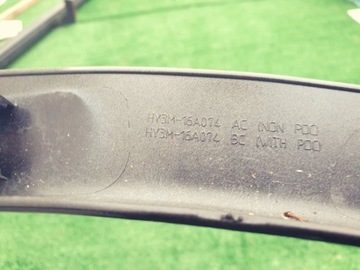 HY3M-16A074 AC (NON PDC)
HY3M-16A074 BC (WITH PDC)